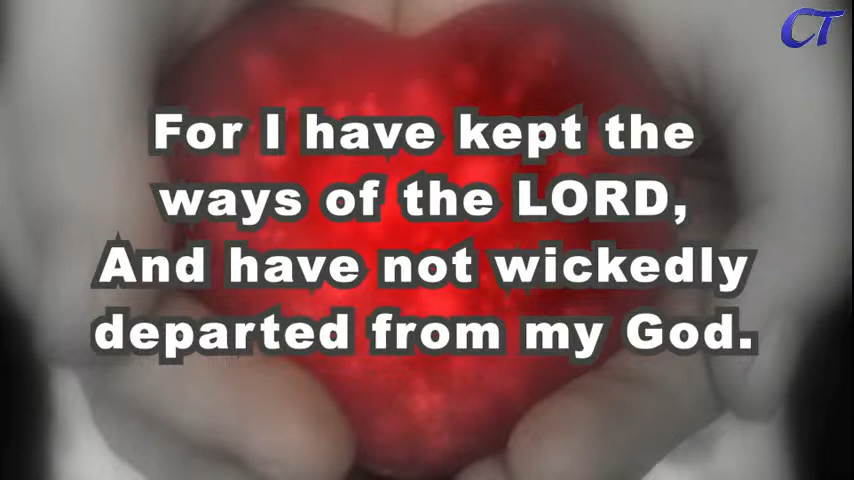 CT
For I have kept the
ways of the LORD,
And have not wickedly
departed from my God.